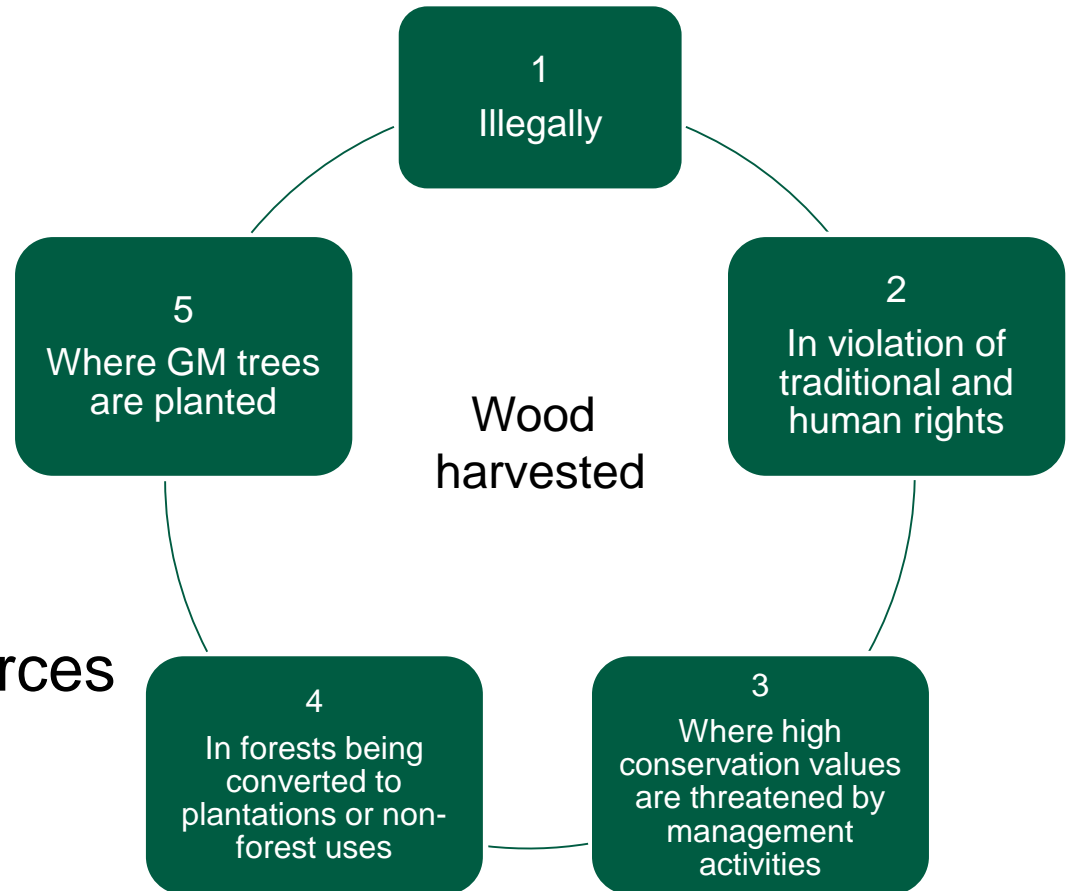 1
Illegally
2
In violation of
traditional and
human rights
3
Where high
conservation values
are threatened by
management
activities
4
In forests being
converted to
plantations or non-
forest uses
5
Where GM trees
are planted
Wood
harvested
rces